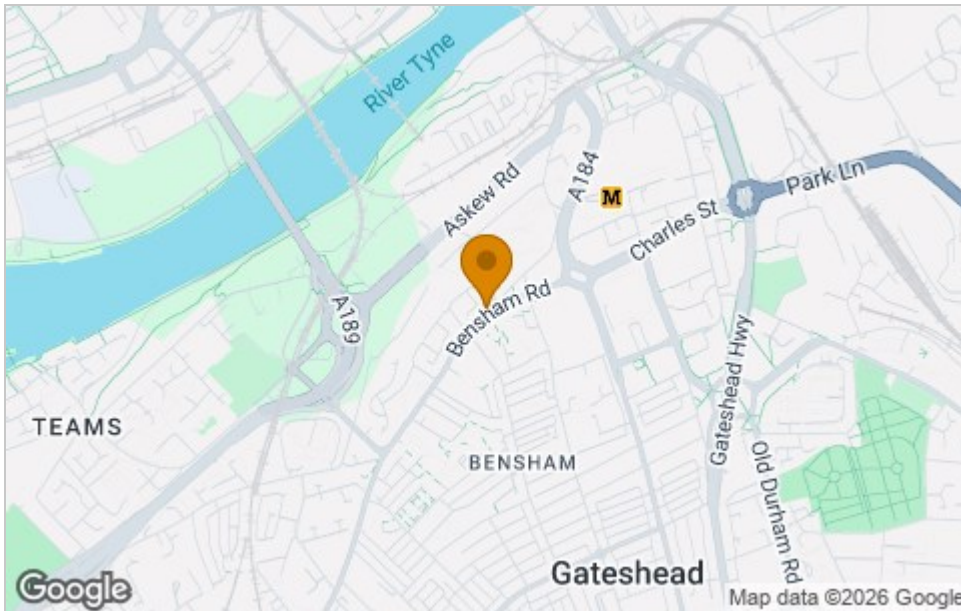 River Tyne
Askew Rd
A184
M
Park Ln
Charles St
Bensham Rd
A189
Gateshead Hwy
TEAMS
BENSHAM
Old Durham Rd
Gateshead
Google
Map data ©2026 Google